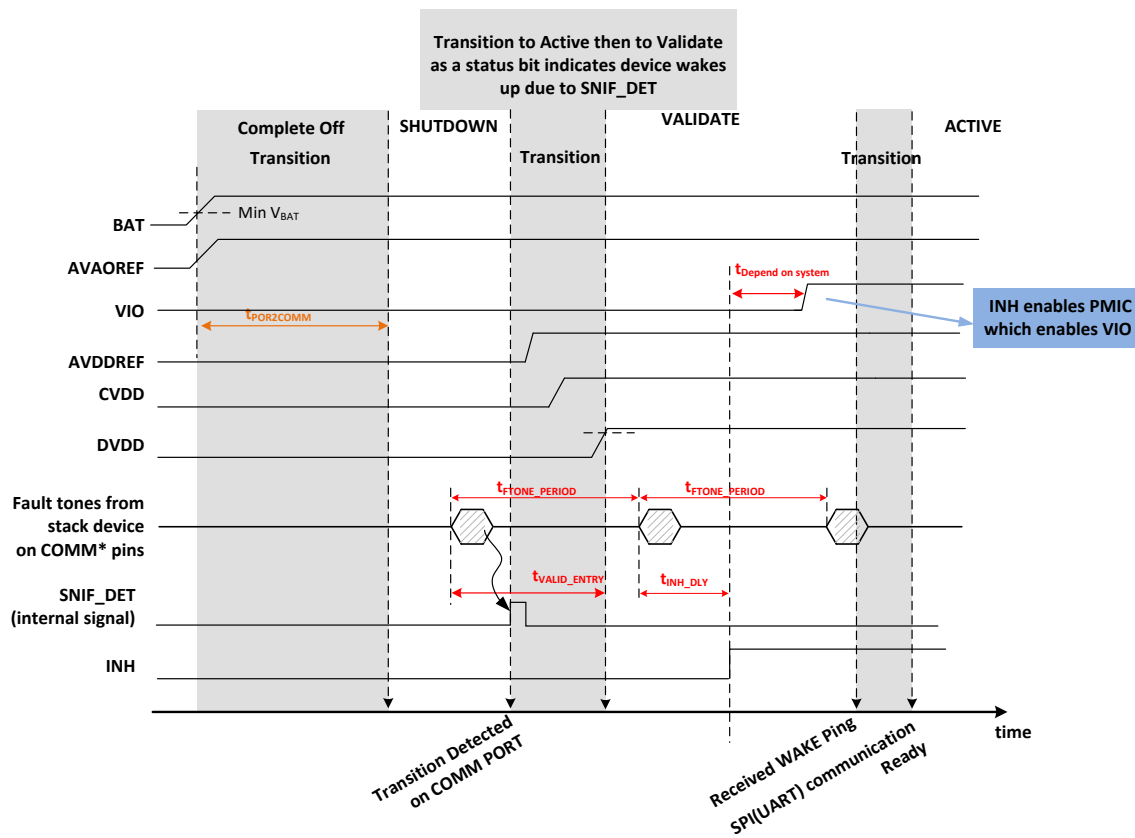 Transition to Active then to Validate
as a status bit indicates device wakes
up due to SNIF_DET
Complete Off
Transition
SHUTDOWN
Transition
VALIDATE
Transition
ACTIVE
BAT
Min VBAT
AVAOREF
tDepend on system
VIO
tPOR2COMM
INH enables PMIC
which enables VIO
AVDDREF
CVDD
DVDD
Fault tones from
stack device
on COMM* pins
tFTONE_PERIOD
tFTONE_PERIOD
tVALID_ENTRY
tINH_DLY
SNIF_DET
(internal signal)
INH
time
Transition Detected
on COMM PORT
Received WAKE Ping
SPI(UART) communication
Ready